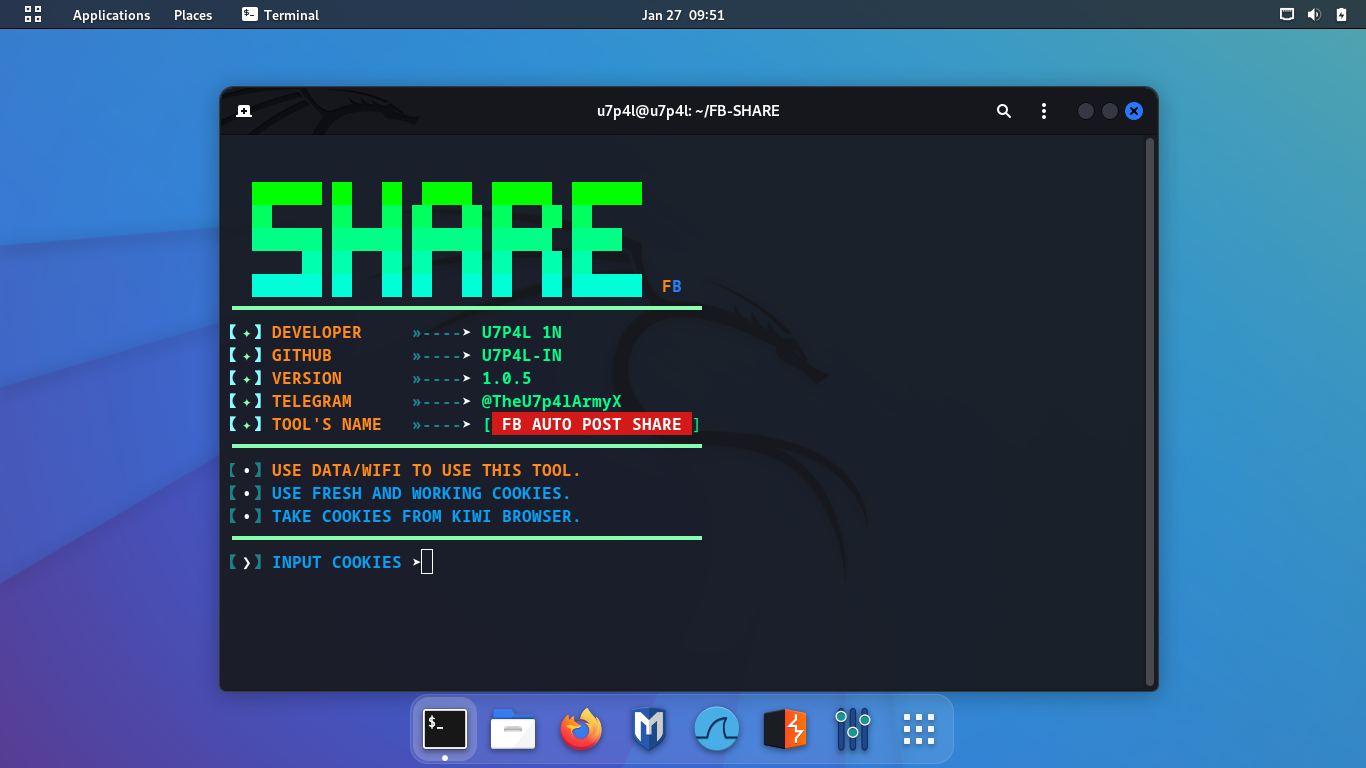 Applications Places Terminal Jan 27 09:51
u7p4l@u7p4l: ~/FB-SHARE
SHARE
FB
【✦】 DEVELOPER »----➤ U7P4L 1N
【✦】 GITHUB »----➤ U7P4L-IN
【✦】 VERSION »----➤ 1.0.5
【✦】 TELEGRAM »----➤ @TheU7p4lArmyX
【✦】 TOOL'S NAME »----➤ [ FB AUTO POST SHARE ]
【•】 USE DATA/WIFI TO USE THIS TOOL.
【•】 USE FRESH AND WORKING COOKIES.
【•】 TAKE COOKIES FROM KIWI BROWSER.
【❯】 INPUT COOKIES ➤
$_